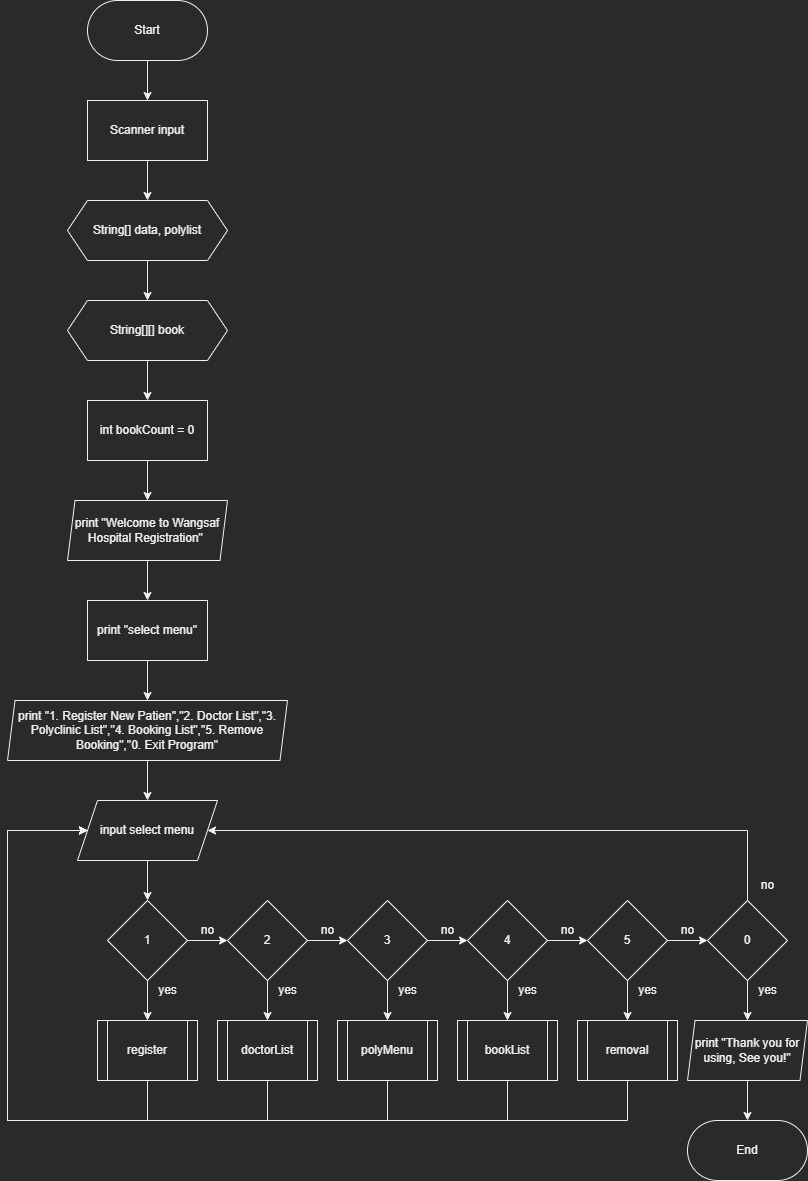 Start
Scanner input
String[] data, polylist
String[][] book
int bookCount = 0
print "Welcome to Wangsaf
Hospital Registration"
print "select menu"
print "1. Register New Patien","2. Doctor List","3.
Polyclinic List","4. Booking List","5. Remove
Booking","0. Exit Program"
input select menu
no
1
no
2
no
3
no
4
no
5
no
0
yes
yes
yes
yes
yes
yes
register
doctorList
polyMenu
bookList
removal
print "Thank you for
using, See you!"
End